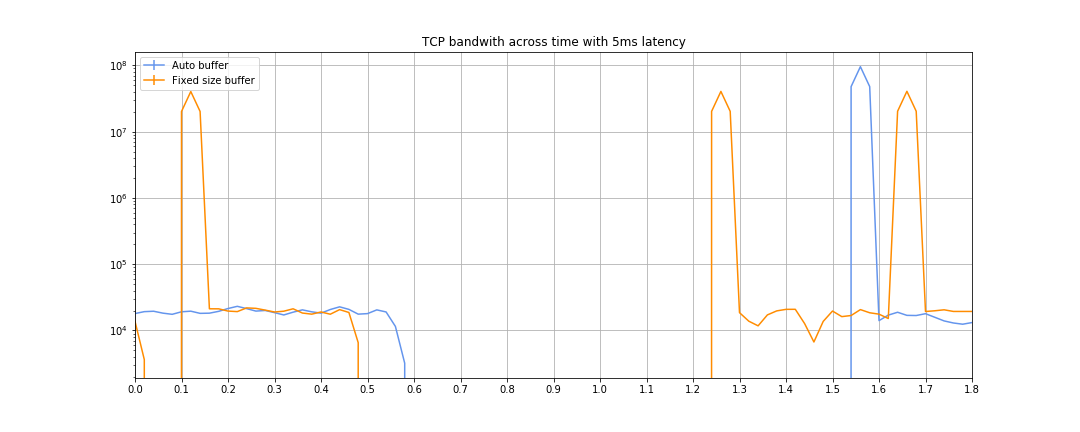 TCP bandwith across time with 5ms latency
Auto buffer
Fixed size buffer
10⁸
10⁷
10⁶
10⁵
10⁴
0.0 0.1 0.2 0.3 0.4 0.5 0.6 0.7 0.8 0.9 1.0 1.1 1.2 1.3 1.4 1.5 1.6 1.7 1.8